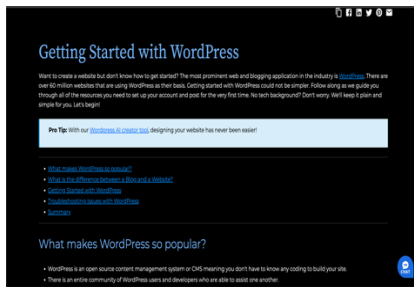 Getting Started with WordPress
Want to create a website but don't know how to get started? The most prominent web and blogging application in the industry is WordPress. There are
over 60 million websites that are using WordPress as their basis. Getting started with WordPress could not be simpler. Follow along as we guide you
through all of the resources you need to set up your account and post for the very first time. No tech background? Don't worry. We'll keep it plain and
simple for you. Let's begin!
Pro Tip: With our Wordpress AI creator tool, designing your website has never been easier!
What makes WordPress so popular?
What is the difference between a Blog and a Website?
Getting Started with WordPress
Troubleshooting Issues with WordPress
Summary
What makes WordPress so popular?
WordPress is an open source content management system or CMS meaning you don't have to know any coding to build your site.
There is an entire community of WordPress users and developers who are able to assist one another.
CHAT